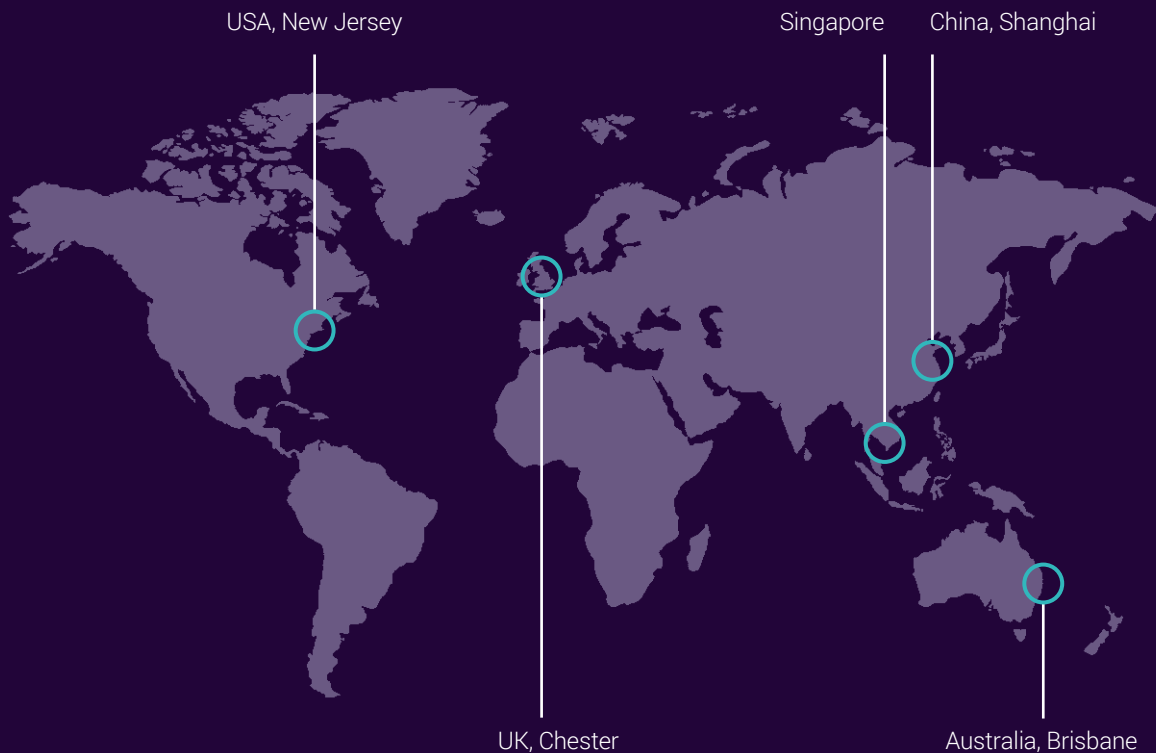 USA, New Jersey
Singapore
China, Shanghai
UK, Chester
Australia, Brisbane